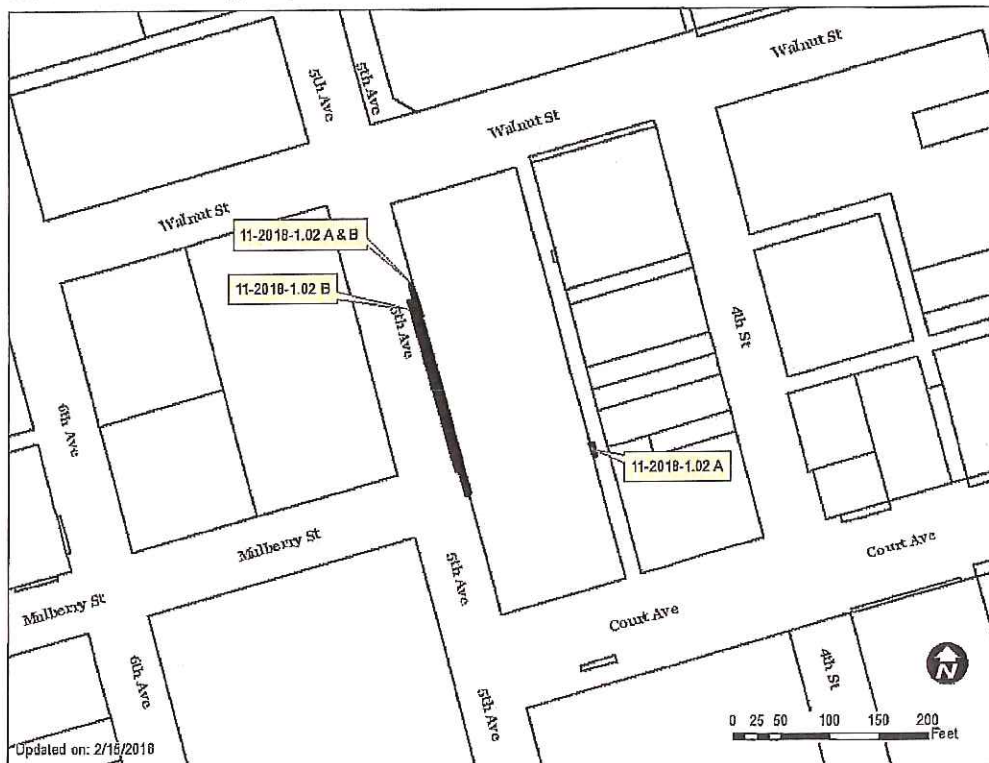 Walnut St
5th Ave
5th Ave
Walnut St
Walnut St
11-2018-1.02 A & B
11-2018-1.02 B
5th Ave
4th St
6th Ave
11-2018-1.02 A
Mulberry St
Court Ave
5th Ave
Mulberry St
Court Ave
6th Ave
4th St
N
5th Ave
0 25 50 100 150 200
Feet
Updated on: 2/15/2018